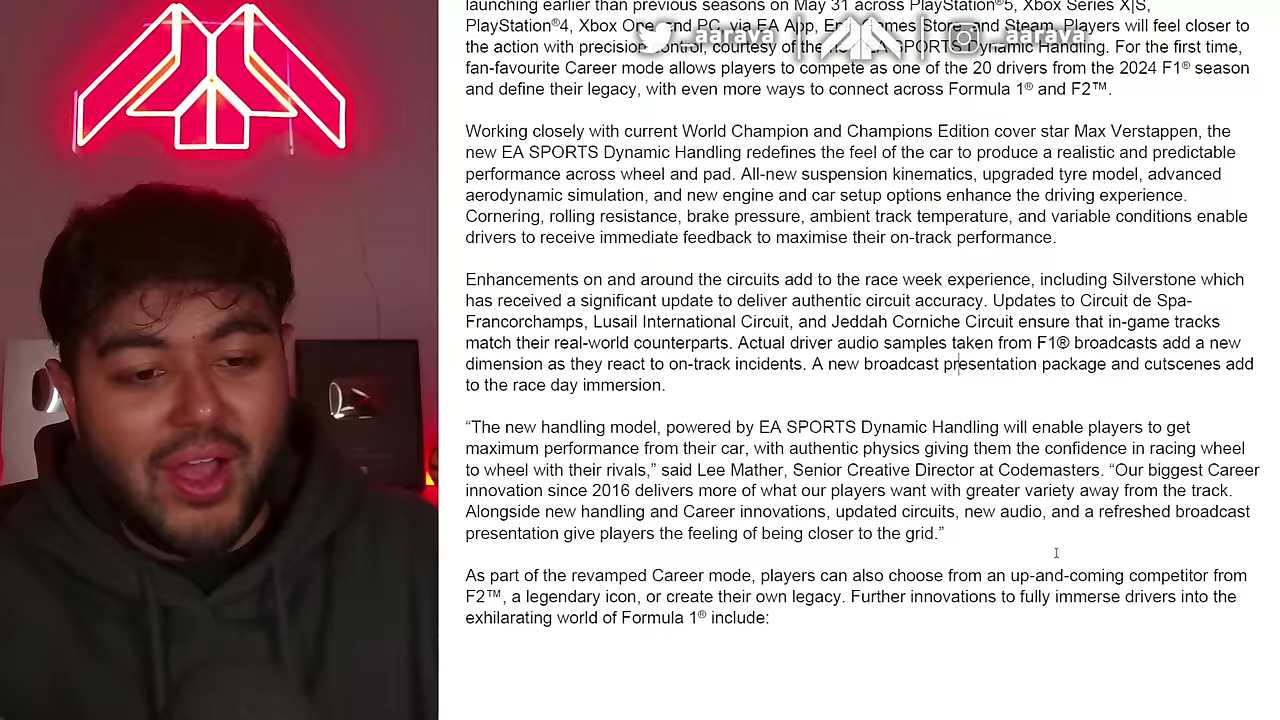 launching earlier than previous seasons on May 31 across PlayStation®5, Xbox Series X|S,
PlayStation®4, Xbox One and PC via EA App, Epic Games Store and Steam. Players will feel closer to
the action with precision control, courtesy of the EA SPORTS Dynamic Handling. For the first time,
fan-favourite Career mode allows players to compete as one of the 20 drivers from the 2024 F1® season
and define their legacy, with even more ways to connect across Formula 1® and F2™.
_aarava | | _aarava
Working closely with current World Champion and Champions Edition cover star Max Verstappen, the
new EA SPORTS Dynamic Handling redefines the feel of the car to produce a realistic and predictable
performance across wheel and pad. All-new suspension kinematics, upgraded tyre model, advanced
aerodynamic simulation, and new engine and car setup options enhance the driving experience.
Cornering, rolling resistance, brake pressure, ambient track temperature, and variable conditions enable
drivers to receive immediate feedback to maximise their on-track performance.
Enhancements on and around the circuits add to the race week experience, including Silverstone which
has received a significant update to deliver authentic circuit accuracy. Updates to Circuit de Spa-
Francorchamps, Lusail International Circuit, and Jeddah Corniche Circuit ensure that in-game tracks
match their real-world counterparts. Actual driver audio samples taken from F1® broadcasts add a new
dimension as they react to on-track incidents. A new broadcast presentation package and cutscenes add
to the race day immersion.
“The new handling model, powered by EA SPORTS Dynamic Handling will enable players to get
maximum performance from their car, with authentic physics giving them the confidence in racing wheel
to wheel with their rivals,” said Lee Mather, Senior Creative Director at Codemasters. “Our biggest Career
innovation since 2016 delivers more of what our players want with greater variety away from the track.
Alongside new handling and Career innovations, updated circuits, new audio, and a refreshed broadcast
presentation give players the feeling of being closer to the grid.”
As part of the revamped Career mode, players can also choose from an up-and-coming competitor from
F2™, a legendary icon, or create their own legacy. Further innovations to fully immerse drivers into the
exhilarating world of Formula 1® include: